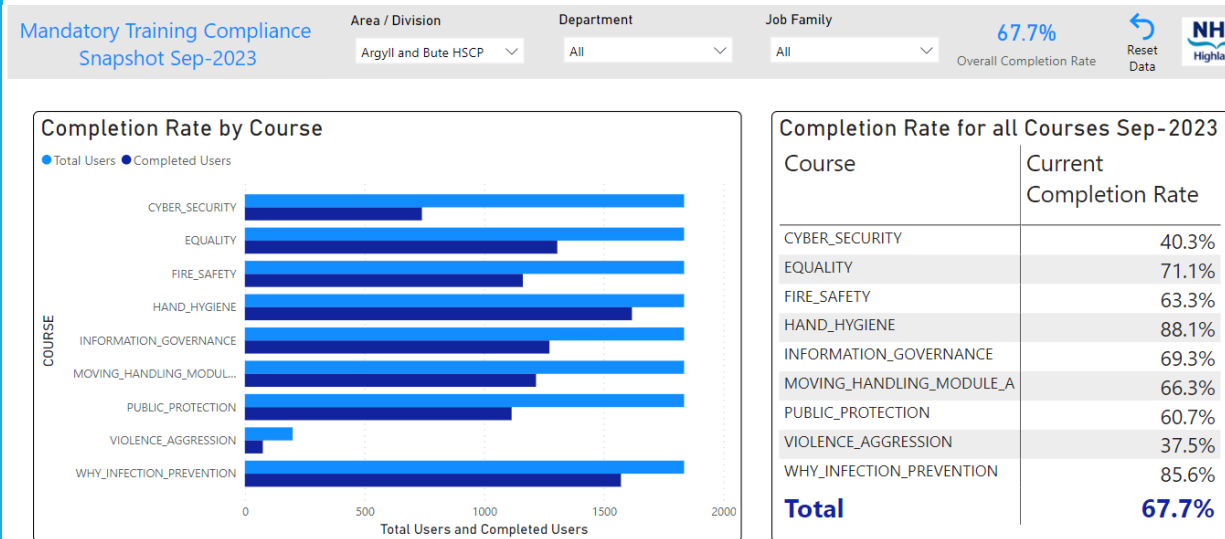 Mandatory Training Compliance
Snapshot Sep-2023
Area / Division
Argyll and Bute HSCP
Department
All
Job Family
All
67.7%
Overall Completion Rate
Reset
Data
NH
Highla
Completion Rate by Course
Total Users Completed Users
COURSE
CYBER_SECURITY
EQUALITY
FIRE_SAFETY
HAND_HYGIENE
INFORMATION_GOVERNANCE
MOVING_HANDLING_MODUL...
PUBLIC_PROTECTION
VIOLENCE_AGGRESSION
WHY_INFECTION_PREVENTION
0 500 1000 1500 2000
Total Users and Completed Users
Completion Rate for all Courses Sep-2023
Course Current
Completion Rate
CYBER_SECURITY 40.3%
EQUALITY 71.1%
FIRE_SAFETY 63.3%
HAND_HYGIENE 88.1%
INFORMATION_GOVERNANCE 69.3%
MOVING_HANDLING_MODULE_A 66.3%
PUBLIC_PROTECTION 60.7%
VIOLENCE_AGGRESSION 37.5%
WHY_INFECTION_PREVENTION 85.6%
Total 67.7%